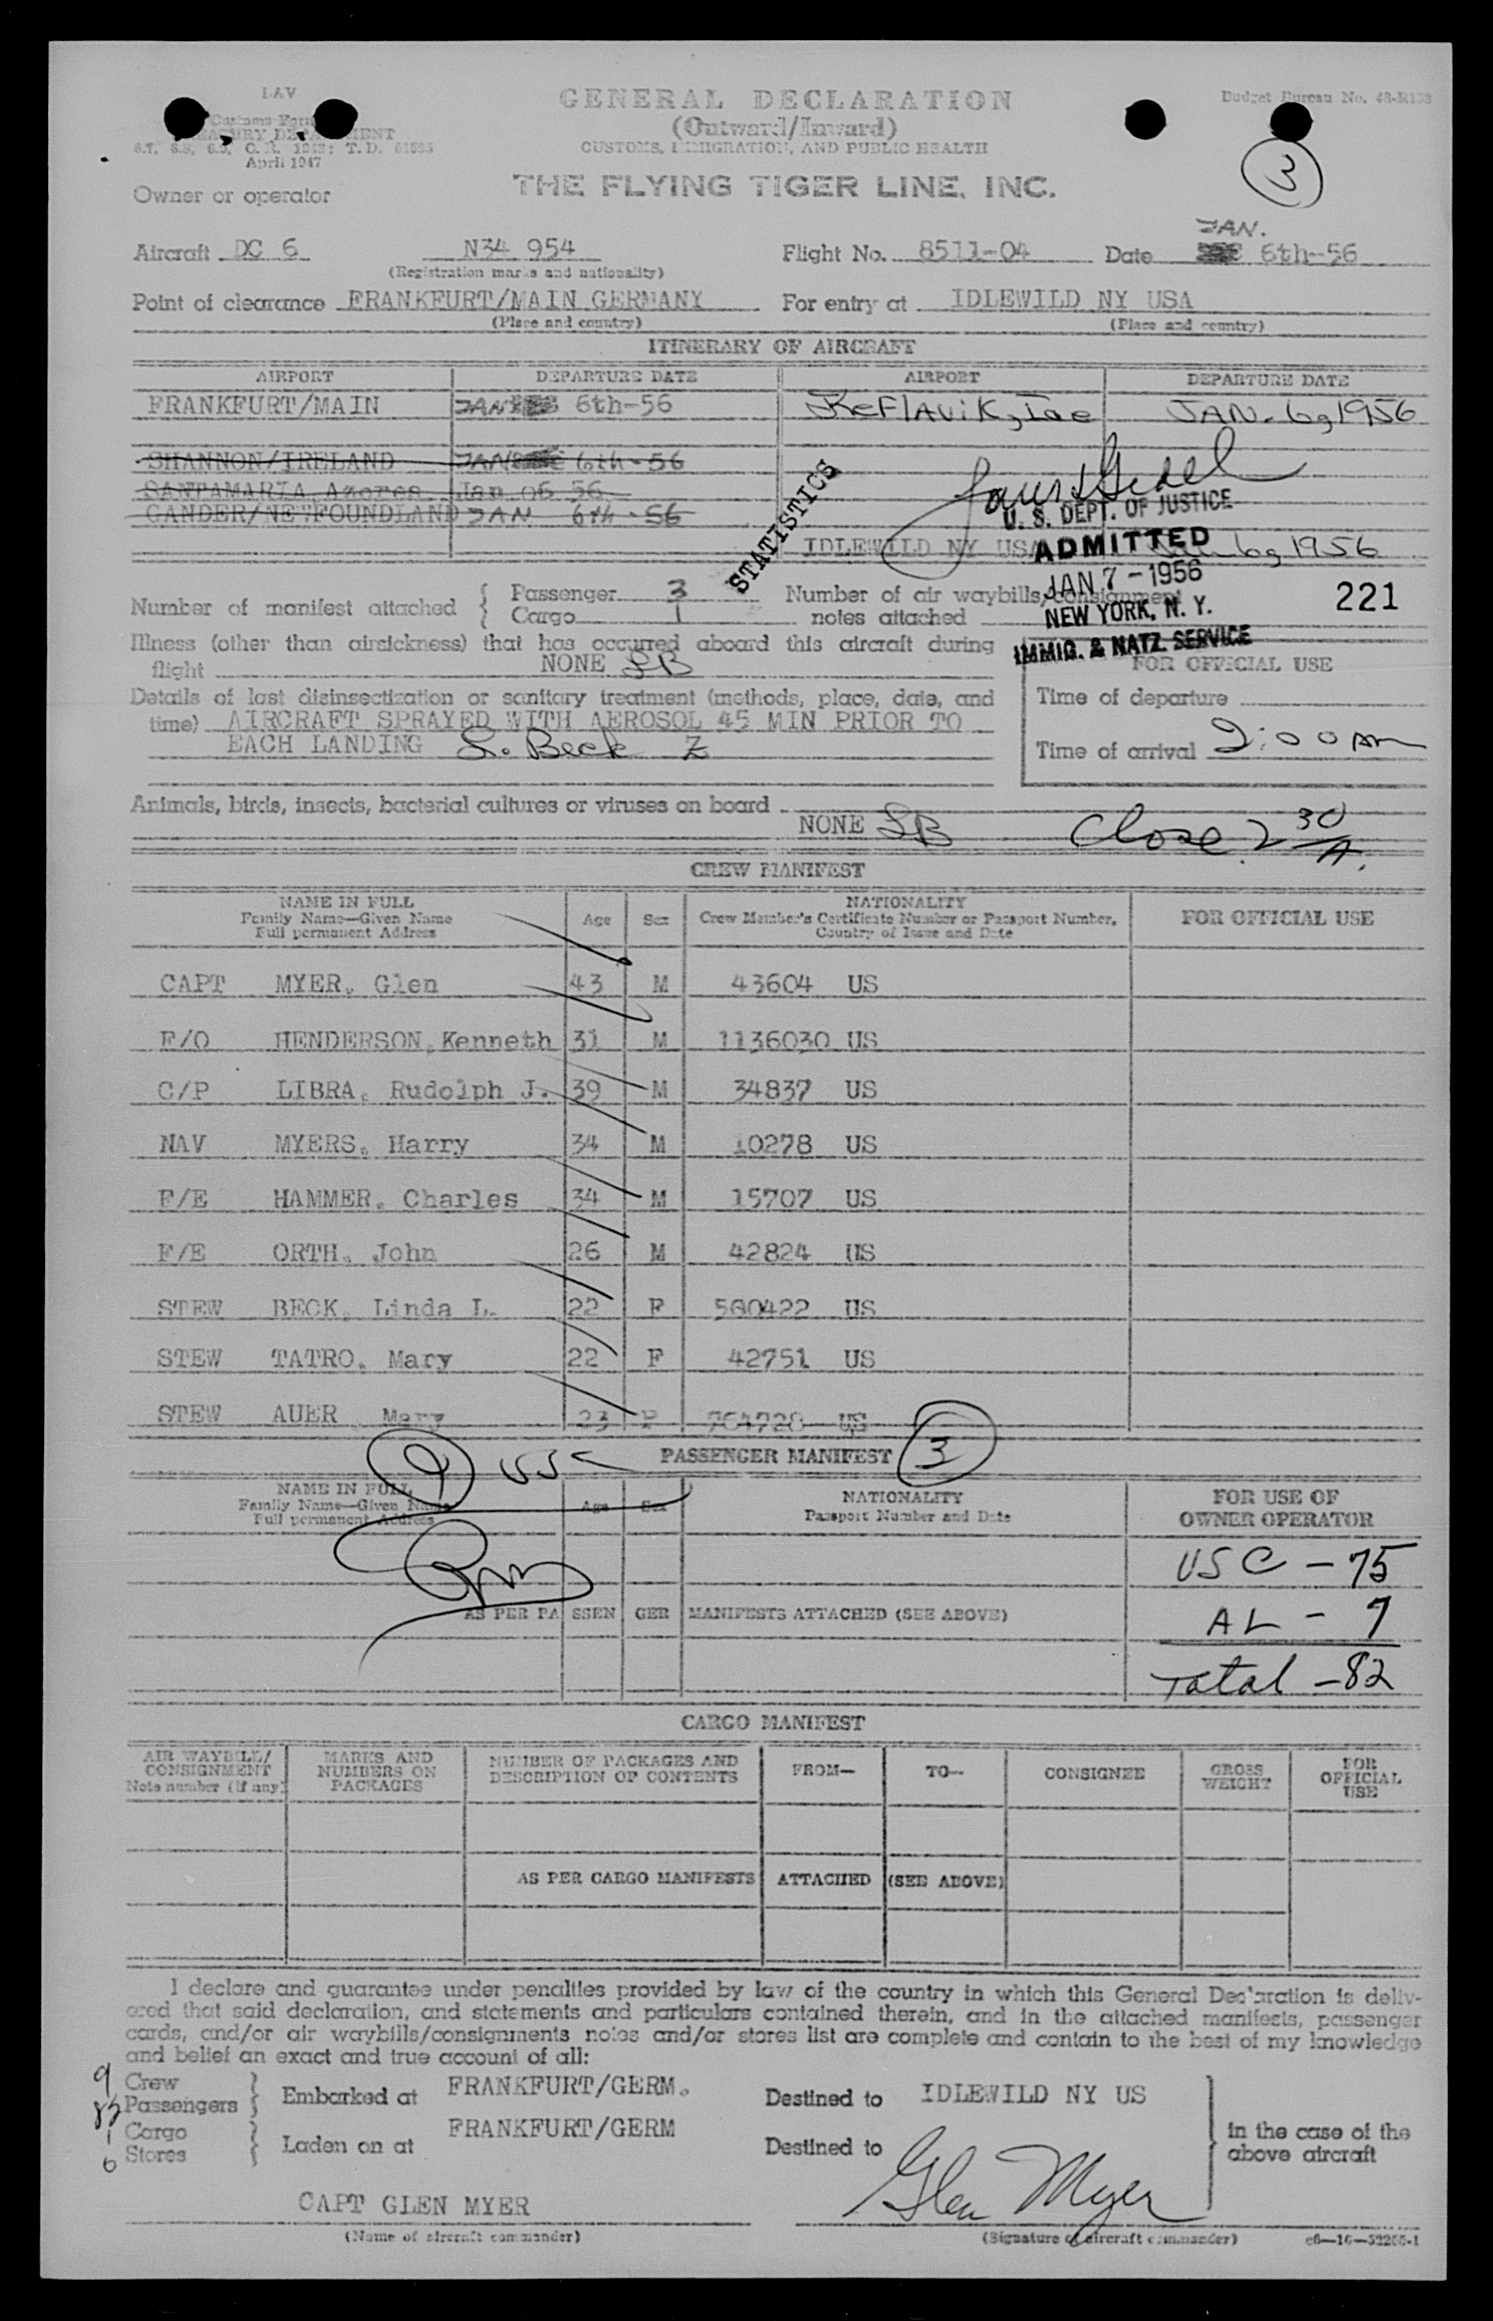 LAV
GENERAL DECLARATION
Budget Bureau No.
(Outward/Inward)
Customs Form
TREASURY DEPARTMENT
CUSTOMS, IMMIGRATION, AND PUBLIC HEALTH
April 1947
3
THE FLYING TIGER LINE, INC.
Owner or operator
JAN.
Aircraft DC 6 N34 954 Flight No. 8511-04 Date 6th-56
(Registration marks and nationality)
Point of clearance FRANKFURT/MAIN GERMANY For entry at IDLEWILD NY USA
(Place and country) (Place and country)
ITINERARY OF AIRCRAFT
AIRPORT DEPARTURE DATE AIRPORT DEPARTURE DATE
FRANKFURT/MAIN JAN 6th-56 KeFlAviK, Ice JAN. 6, 1956
SHANNON/IRELAND JAN 6th-56
SANTAMARIA Azores Jan 06 56
GANDER/NEWFOUNDLAND JAN 6th-56
STATISTICS
U. S. DEPT. OF JUSTICE
IDLEWILD NY USA ADMITTED 6, 1956
JAN 7 - 1956
NEW YORK, N. Y.
IMMIG. & NATZ. SERVICE
221
Number of manifest attached { Passenger 3 Number of air waybills/consignment
Cargo 1 notes attached
Illness (other than airsickness) that has occurred aboard this aircraft during
flight NONE LB
FOR OFFICIAL USE
Details of last disinsectization or sanitary treatment (methods, place, date, and
time) AIRCRAFT SPRAYED WITH AEROSOL 45 MIN PRIOR TO
EACH LANDING L. Beck Z
Time of departure
Time of arrival 2:00 AM
Animals, birds, insects, bacterial cultures or viruses on board
NONE LB Close 2 30/A.
CREW MANIFEST
NAME IN FULL
Family Name—Given Name
Full permanent Address
Age Sex
NATIONALITY
Crew Member's Certificate Number or Passport Number,
Country of Issue and Date
FOR OFFICIAL USE
CAPT MYER, Glen 43 M 43604 US
F/O HENDERSON, Kenneth 31 M 1136030 US
C/P LIBRA, Rudolph J. 39 M 34837 US
NAV MYERS, Harry 34 M 10278 US
F/E HAMMER, Charles 34 M 15707 US
F/E ORTH, John 26 M 42824 US
STEW BECK, Linda L. 22 F 580422 US
STEW TATRO, Mary 22 F 42751 US
STEW AUER Mary 23 F US
9 USC PASSENGER MANIFEST 3
NAME IN FULL
Family Name—Given Name
Full permanent Address
Age Sex
NATIONALITY
Passport Number and Date
FOR USE OF
OWNER OPERATOR
USC - 75
AS PER PASSENGER MANIFESTS ATTACHED (SEE ABOVE)
AL - 7
Total - 82
CARGO MANIFEST
AIR WAYBILL/
CONSIGNMENT
Note number (if any)
MARKS AND
NUMBERS ON
PACKAGES
NUMBER OF PACKAGES AND
DESCRIPTION OF CONTENTS
FROM—
TO—
CONSIGNEE
GROSS
WEIGHT
FOR
OFFICIAL
USE
AS PER CARGO MANIFESTS ATTACHED (SEE ABOVE)
I declare and guarantee under penalties provided by law of the country in which this General Declaration is deliv-
ered that said declaration, and statements and particulars contained therein, and in the attached manifests, passenger
cards, and/or air waybills/consignments notes and/or stores list are complete and contain to the best of my knowledge
and belief an exact and true account of all:
9 Crew
Passengers } Embarked at FRANKFURT/GERM. Destined to IDLEWILD NY US
1 Cargo
0 Stores } Laden on at FRANKFURT/GERM Destined to
in the case of the
above aircraft
CAPT GLEN MYER Glen Myer
(Name of aircraft commander) (Signature of aircraft commander)